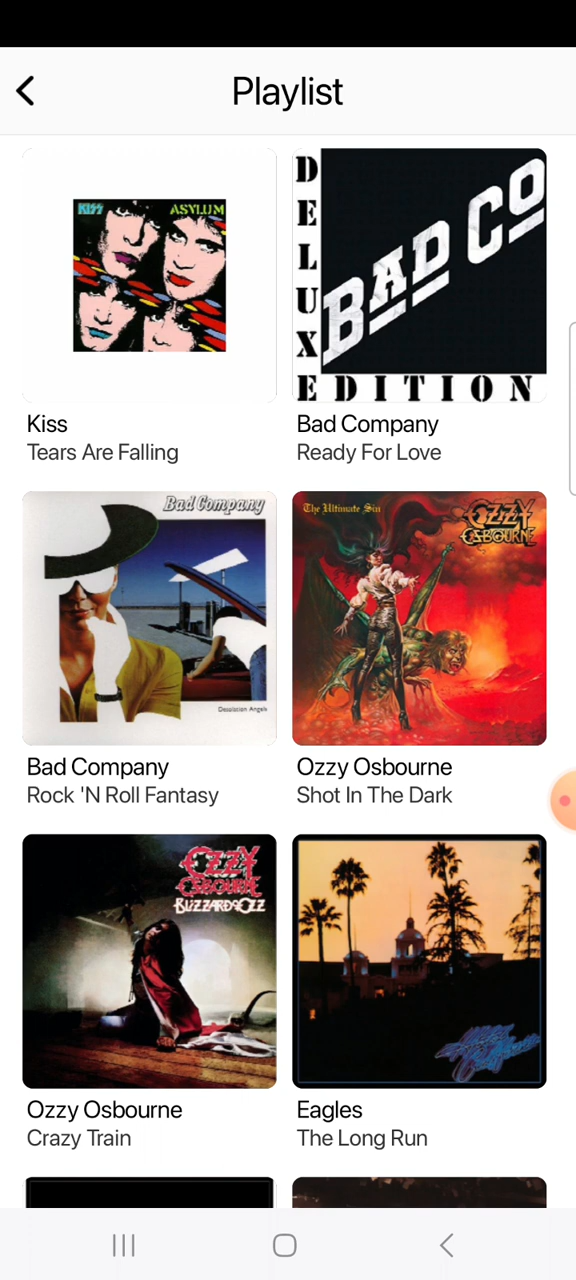 Playlist
KISS
ASYLUM
DELUXE
BAD CO
EDITION
Kiss
Tears Are Falling
Bad Company
Ready For Love
Bad Company
Desolation Angels
The Ultimate Sin
OZZY
OSBOURNE
Bad Company
Rock 'N Roll Fantasy
Ozzy Osbourne
Shot In The Dark
OZZY
OSBOURNE
BLIZZARD OF OZZ
Ozzy Osbourne
Crazy Train
Eagles
The Long Run